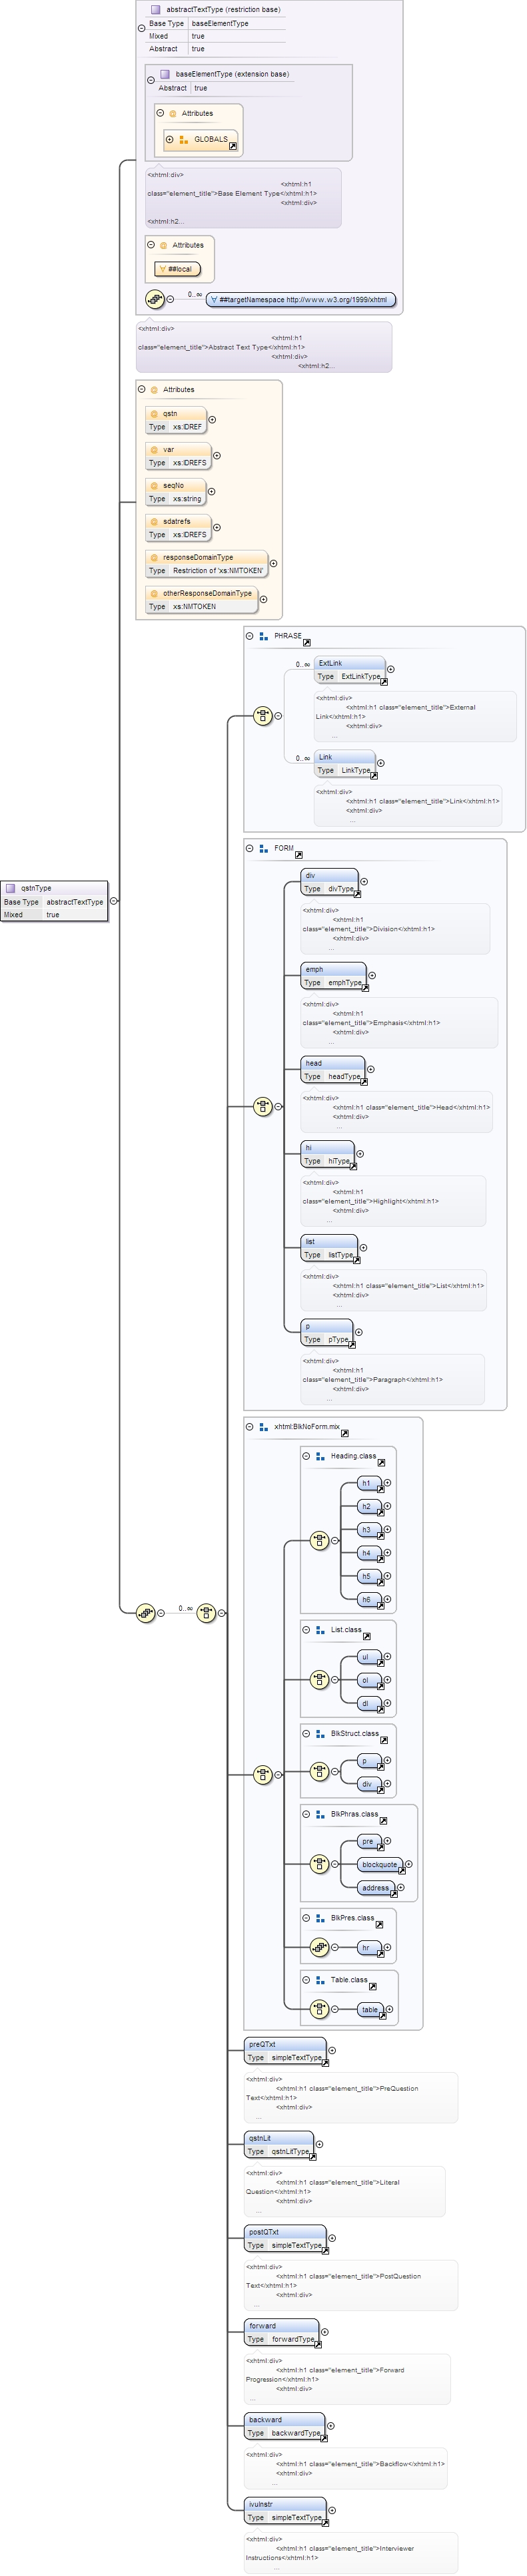 abstractTextType (restriction base)
Base Type baseElementType
Mixed true
Abstract true
baseElementType (extension base)
Abstract true
Attributes
GLOBALS
<xhtml:div>
<xhtml:h1
class="element_title">Base Element Type</xhtml:h1>
<xhtml:div>
<xhtml:h2...
Attributes
##local
0..∞
##targetNamespace http://www.w3.org/1999/xhtml
<xhtml:div>
<xhtml:h1
class="element_title">Abstract Text Type</xhtml:h1>
<xhtml:div>
<xhtml:h2...
Attributes
qstn
Type xs:IDREF
var
Type xs:IDREFS
seqNo
Type xs:string
sdatrefs
Type xs:IDREFS
responseDomainType
Type Restriction of 'xs:NMTOKEN'
otherResponseDomainType
Type xs:NMTOKEN
PHRASE
0..∞
ExtLink
Type ExtLinkType
<xhtml:div>
<xhtml:h1 class="element_title">External
Link</xhtml:h1>
<xhtml:div>
...
0..∞
Link
Type LinkType
<xhtml:div>
<xhtml:h1 class="element_title">Link</xhtml:h1>
<xhtml:div>
...
FORM
div
Type divType
<xhtml:div>
<xhtml:h1
class="element_title">Division</xhtml:h1>
<xhtml:div>
...
qstnType
Base Type abstractTextType
Mixed true
emph
Type emphType
<xhtml:div>
<xhtml:h1
class="element_title">Emphasis</xhtml:h1>
<xhtml:div>
...
head
Type headType
<xhtml:div>
<xhtml:h1 class="element_title">Head</xhtml:h1>
<xhtml:div>
...
hi
Type hiType
<xhtml:div>
<xhtml:h1
class="element_title">Highlight</xhtml:h1>
<xhtml:div>
...
list
Type listType
<xhtml:div>
<xhtml:h1 class="element_title">List</xhtml:h1>
<xhtml:div>
...
p
Type pType
<xhtml:div>
<xhtml:h1
class="element_title">Paragraph</xhtml:h1>
<xhtml:div>
...
xhtml:BlkNoForm.mix
Heading.class
h1
h2
h3
h4
h5
h6
0..∞
List.class
ul
ol
dl
BlkStruct.class
p
div
BlkPhras.class
pre
blockquote
address
BlkPres.class
hr
Table.class
table
preQTxt
Type simpleTextType
<xhtml:div>
<xhtml:h1 class="element_title">PreQuestion
Text</xhtml:h1>
<xhtml:div>
...
qstnLit
Type qstnLitType
<xhtml:div>
<xhtml:h1 class="element_title">Literal
Question</xhtml:h1>
<xhtml:div>
...
postQTxt
Type simpleTextType
<xhtml:div>
<xhtml:h1 class="element_title">PostQuestion
Text</xhtml:h1>
<xhtml:div>
...
forward
Type forwardType
<xhtml:div>
<xhtml:h1 class="element_title">Forward
Progression</xhtml:h1>
<xhtml:div>
...
backward
Type backwardType
<xhtml:div>
<xhtml:h1 class="element_title">Backflow</xhtml:h1>
<xhtml:div>
...
ivuInstr
Type simpleTextType
<xhtml:div>
<xhtml:h1 class="element_title">Interviewer
Instructions</xhtml:h1>
...